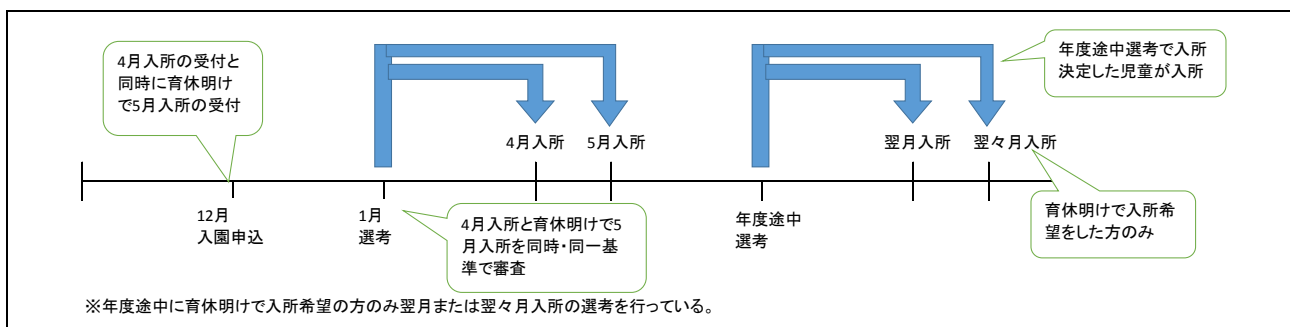 4月入所の受付と
同時に育休明け
で5月入所の受付
年度途中選考で入所
決定した児童が入所
4月入所
5月入所
翌月入所
翌々月入所
12月
入園申込
1月
選考
4月入所と育休明けで5
月入所を同時・同一基
準で審査
年度途中
選考
育休明けで入所希
望をした方のみ
※年度途中に育休明けで入所希望の方のみ翌月または翌々月入所の選考を行っている。